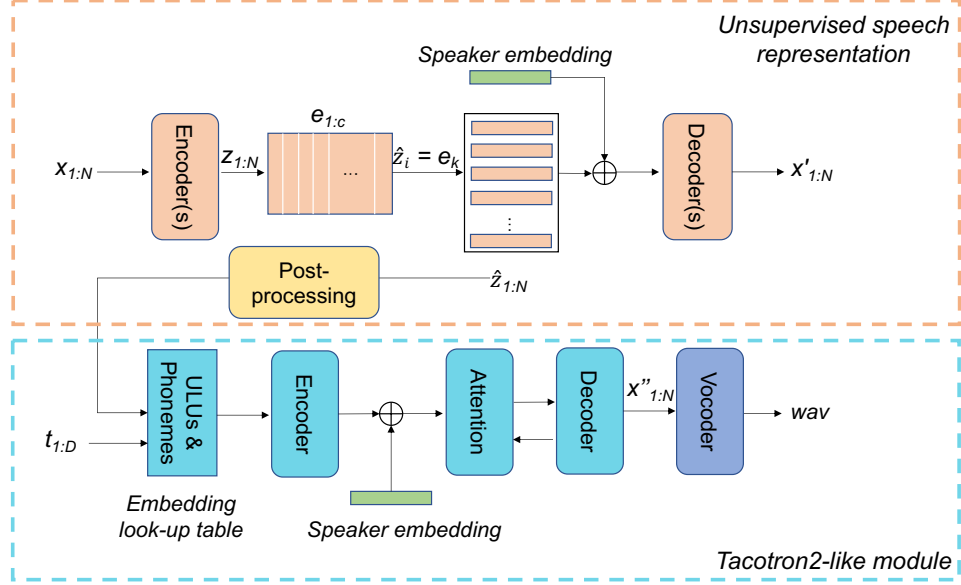 Unsupervised speech
representation
Speaker embedding
e1:c
x1:N
Encoder(s)
z1:N
...
ẑi = ek
...
Decoder(s)
x'1:N
Post-
processing
ẑ1:N
t1:D
ULUs &
Phonemes
Embedding
look-up table
Encoder
Speaker embedding
Attention
Decoder
x''1:N
Vocoder
wav
Tacotron2-like module